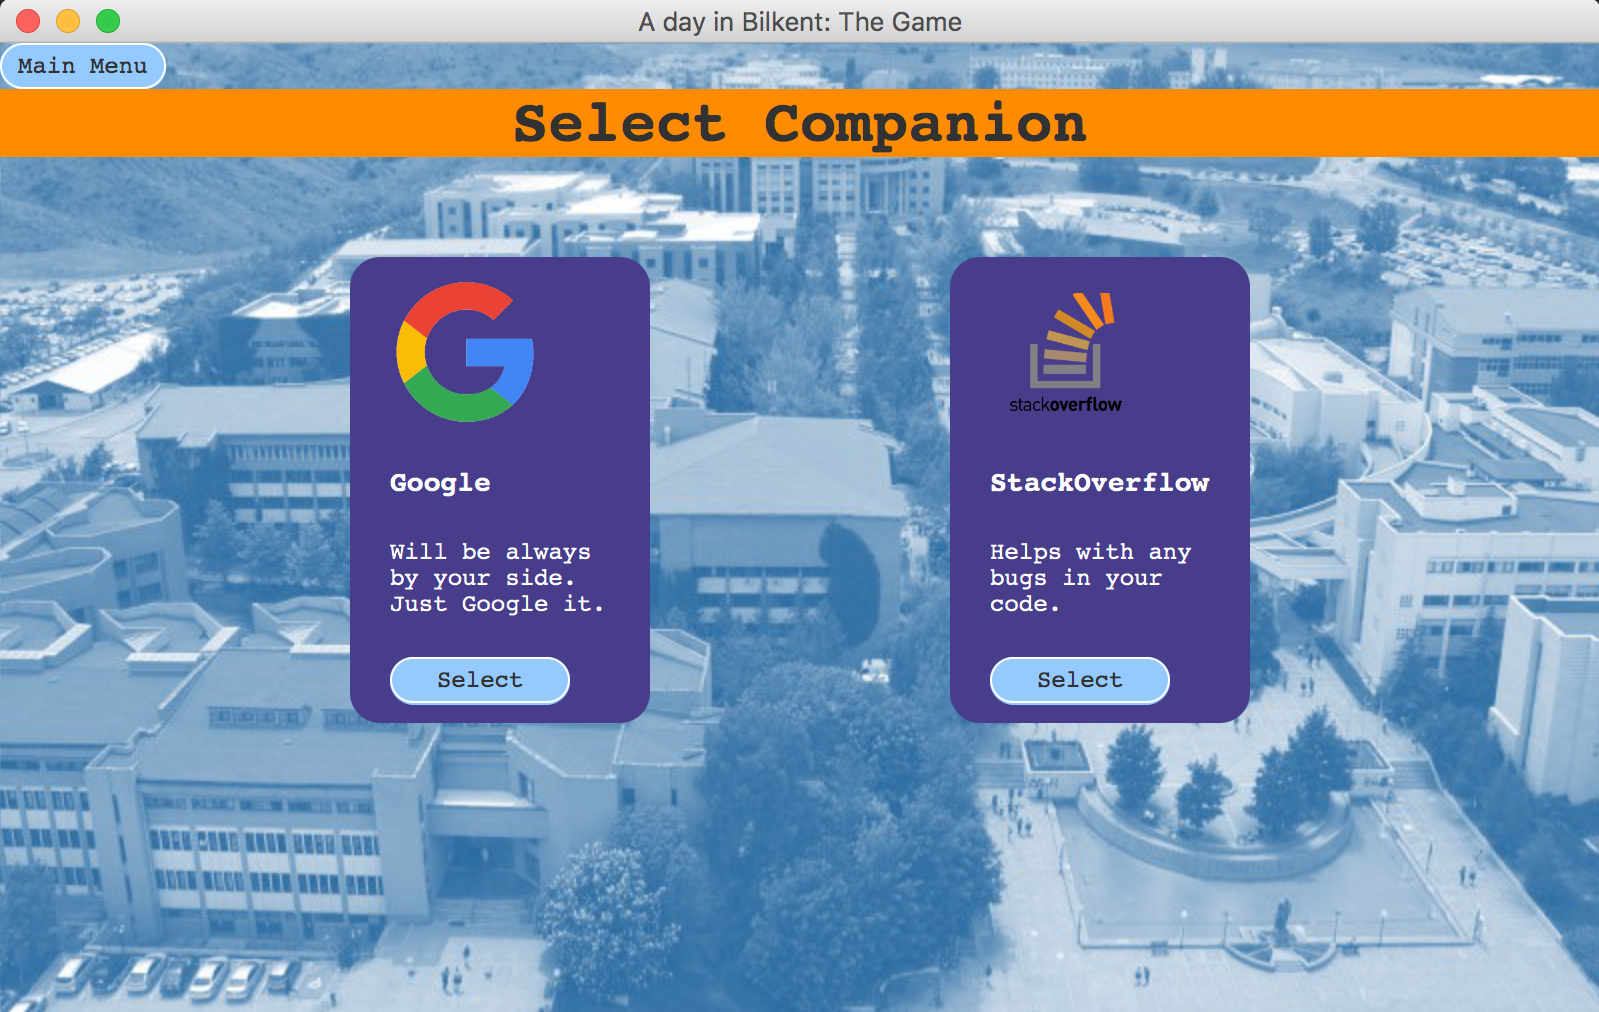 A day in Bilkent: The Game
Main Menu
Select Companion
stackoverflow
Google
Will be always
by your side.
Just Google it.
Select
StackOverflow
Helps with any
bugs in your
code.
Select